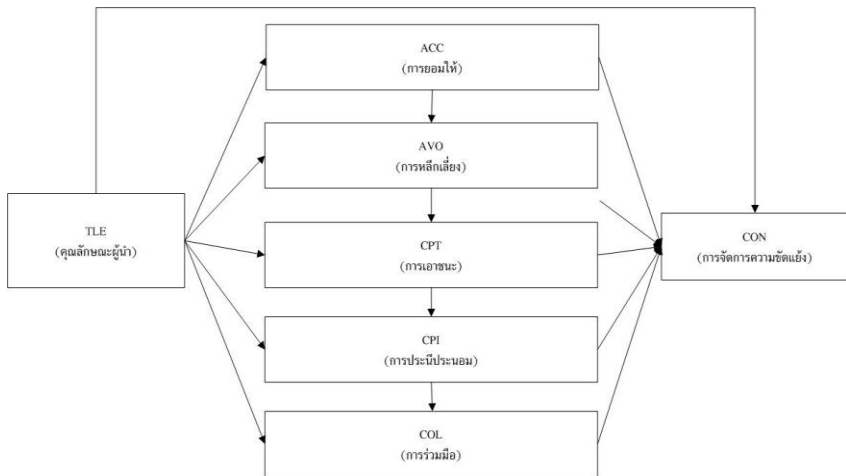 ACC
(การยอมให้)
AVO
(การหลีกเลี่ยง)
TLE
(คุณลักษณะผู้นำ)
CPT
(การเอาชนะ)
CON
(การจัดการความขัดแย้ง)
CPI
(การประนีประนอม)
COL
(การร่วมมือ)